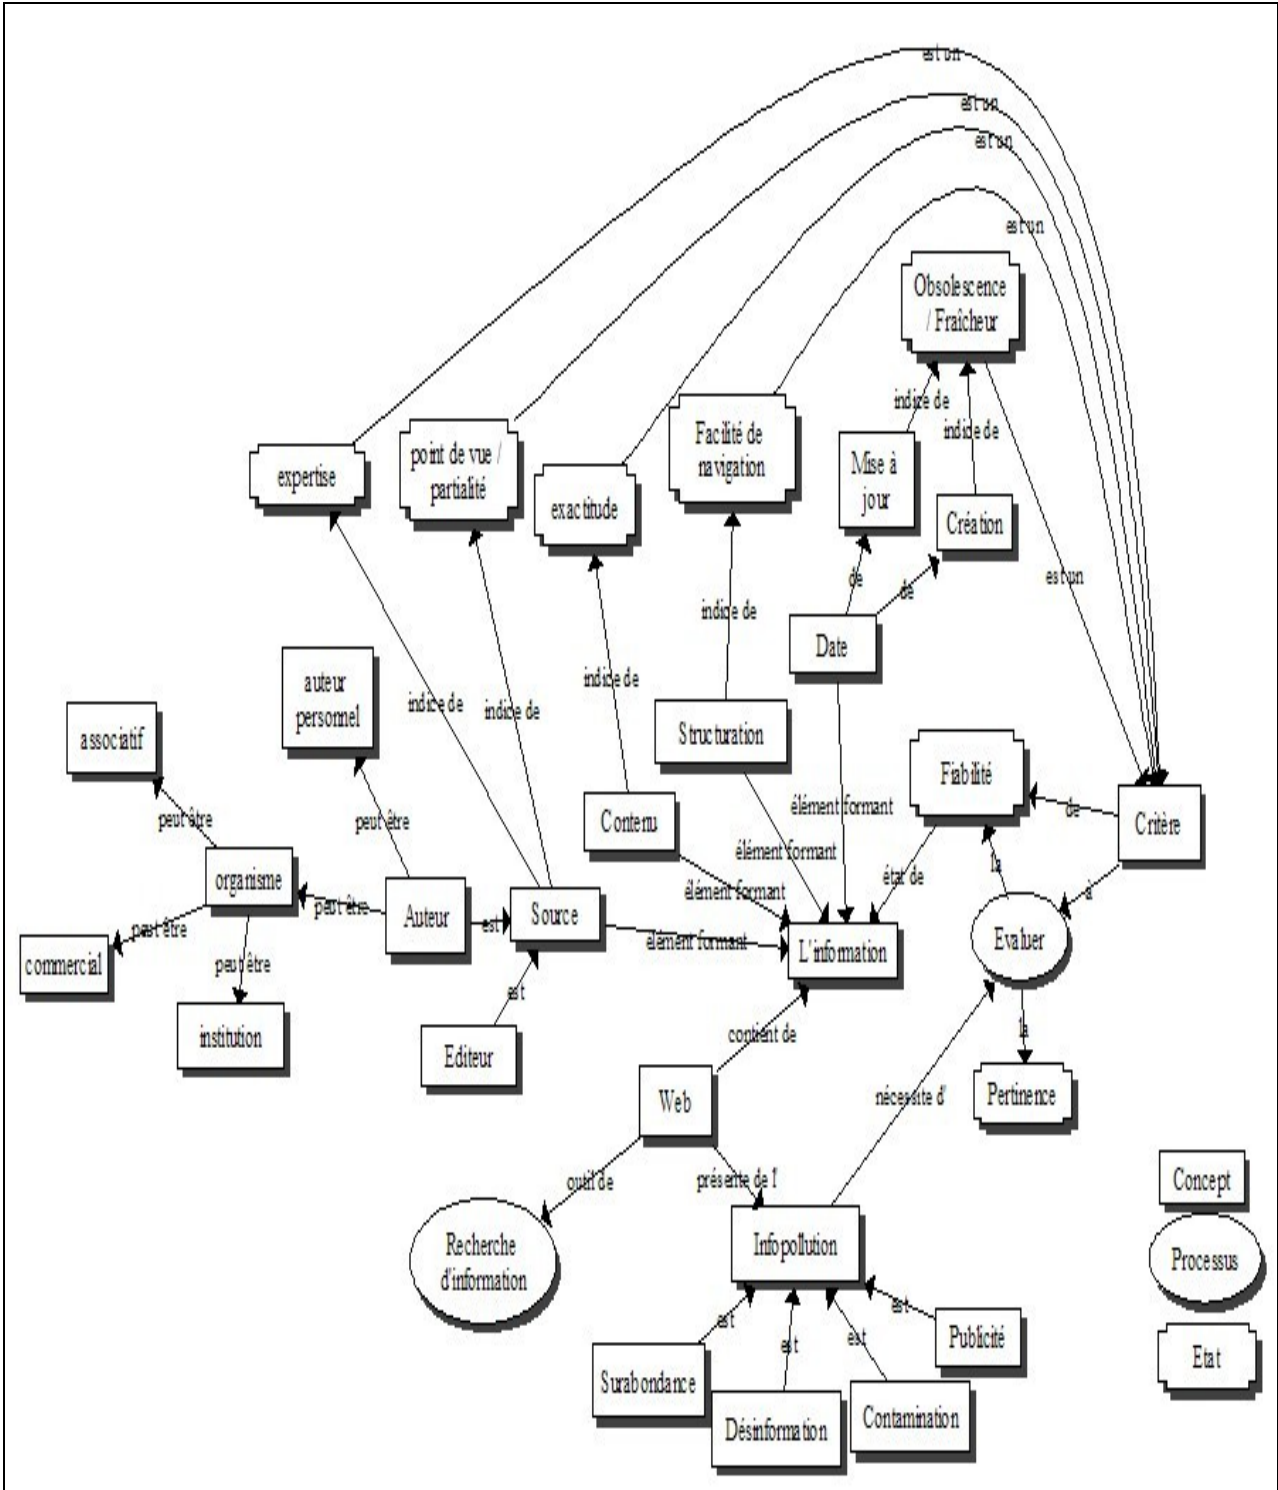 est un
est un
est un
est un
Obsolescence
/ Fraîcheur
indice de
indice de
Facilité de
navigation
point de vue /
partialité
expertise
exactitude
Mise à
jour
Création
est un
de
de
indice de
Date
auteur
personnel
indice de
indice de
indice de
associatif
Structuration
Fiabilité
peut être
peut être
Contenu
élément formant
de
Critère
élément formant
la
état de
organisme
peut être
élément formant
à
Auteur
est
Source
peut être
élément formant
L'information
Evaluer
commercial
peut être
est
institution
Editeur
contient de
la
Web
nécessite d'
Pertinence
outil de
présente de l'
Concept
Recherche
d'information
Infopollution
Processus
est
est
est
est
Publicité
Surabondance
Désinformation
Contamination
Etat